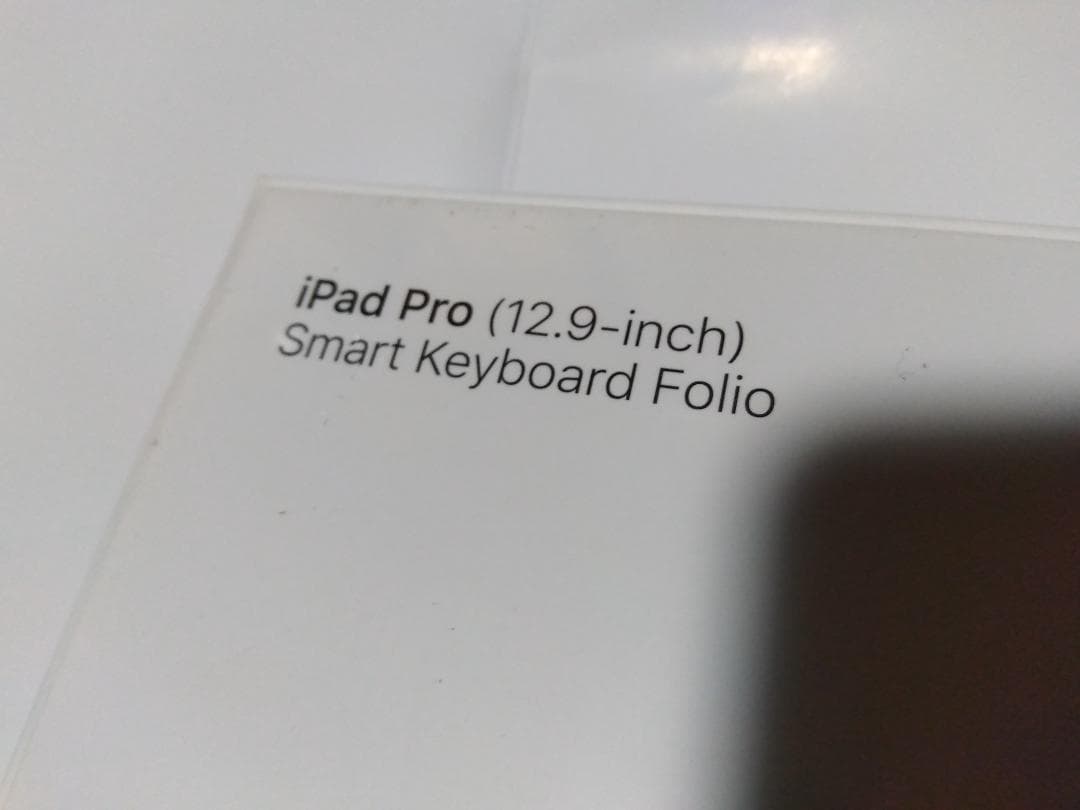 iPad Pro (12.9-inch)
Smart Keyboard Folio